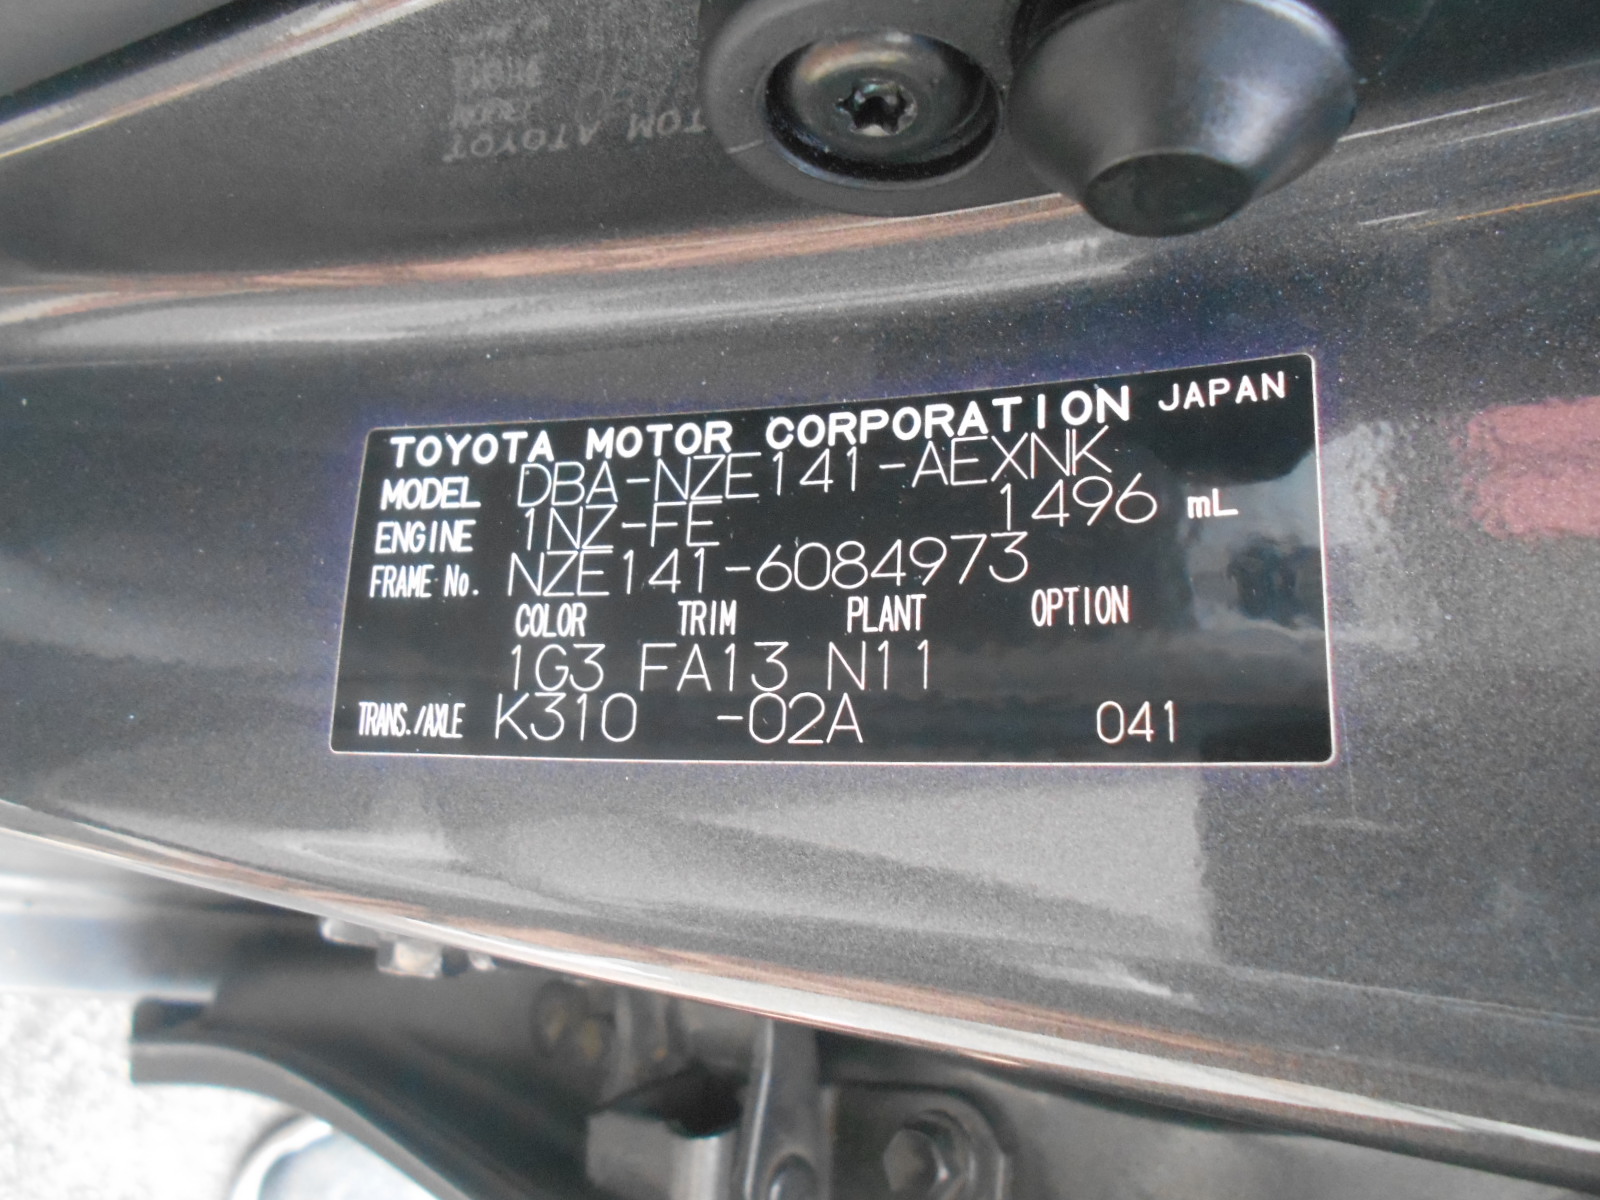 TOYOTA MOTOR CORPORATION JAPAN
MODEL DBA-NZE141-AEXNK
ENGINE 1NZ-FE 1496 mL
FRAME No. NZE141-6084973
COLOR TRIM PLANT OPTION
1G3 FA13 N11
TRANS./AXLE K310 -02A 041